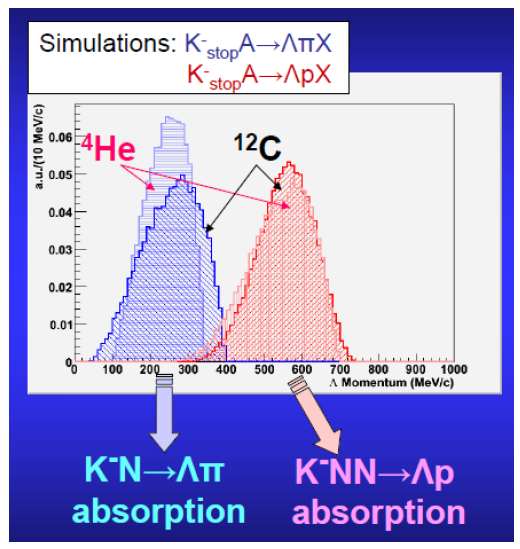 Simulations: K⁻stopA→ΛπX
K⁻stopA→ΛpX
a.u./(10 MeV/c)
0.06
0.05
0.04
0.03
0.02
0.01
0
⁴He
¹²C
0 100 200 300 400 500 600 700 800 900 1000
Λ Momentum (MeV/c)
K⁻N→Λπ
absorption
K⁻NN→Λp
absorption